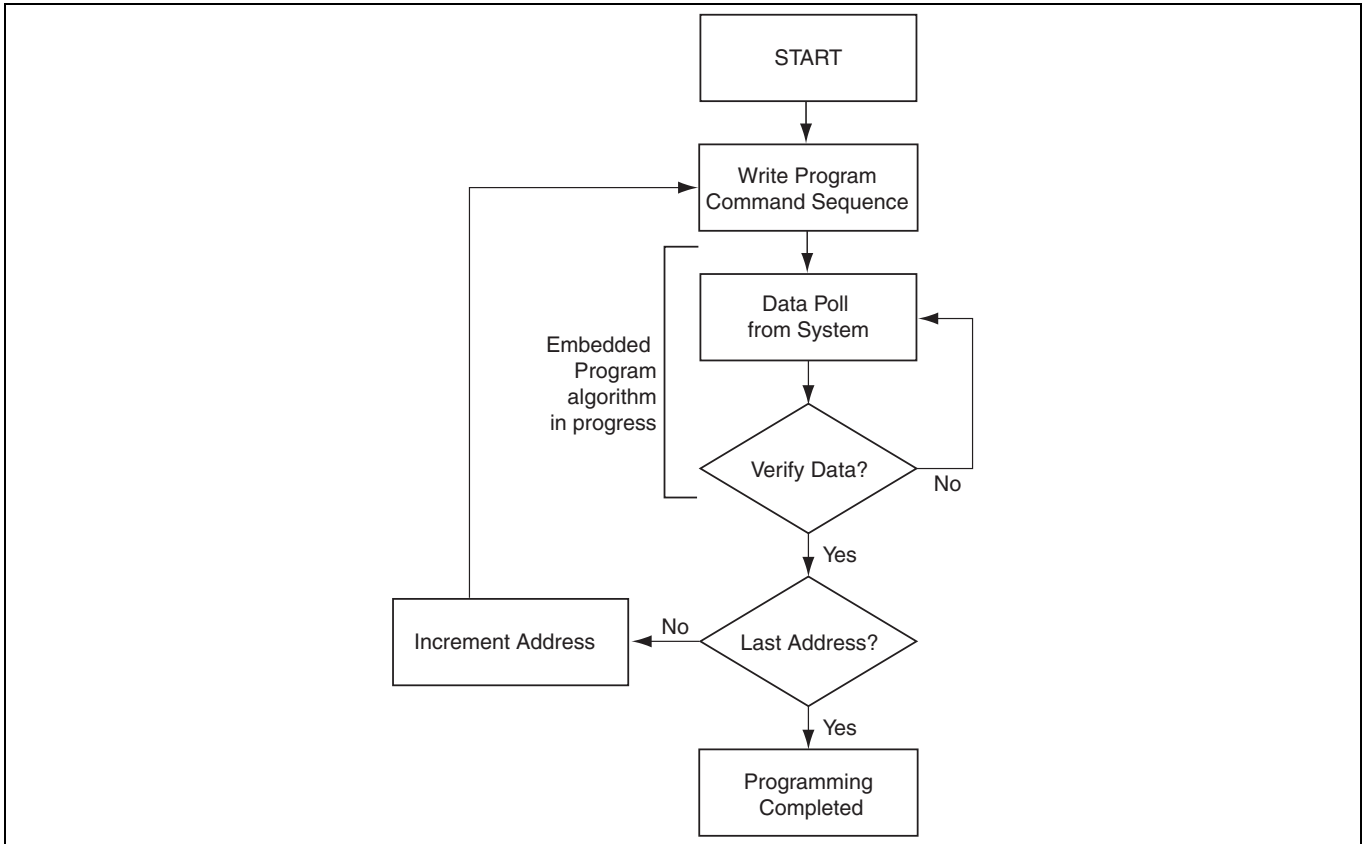 START
Write Program
Command Sequence
Data Poll
from System
Embedded
Program
algorithm
in progress
Verify Data?
No
Yes
Increment Address
No
Last Address?
Yes
Programming
Completed